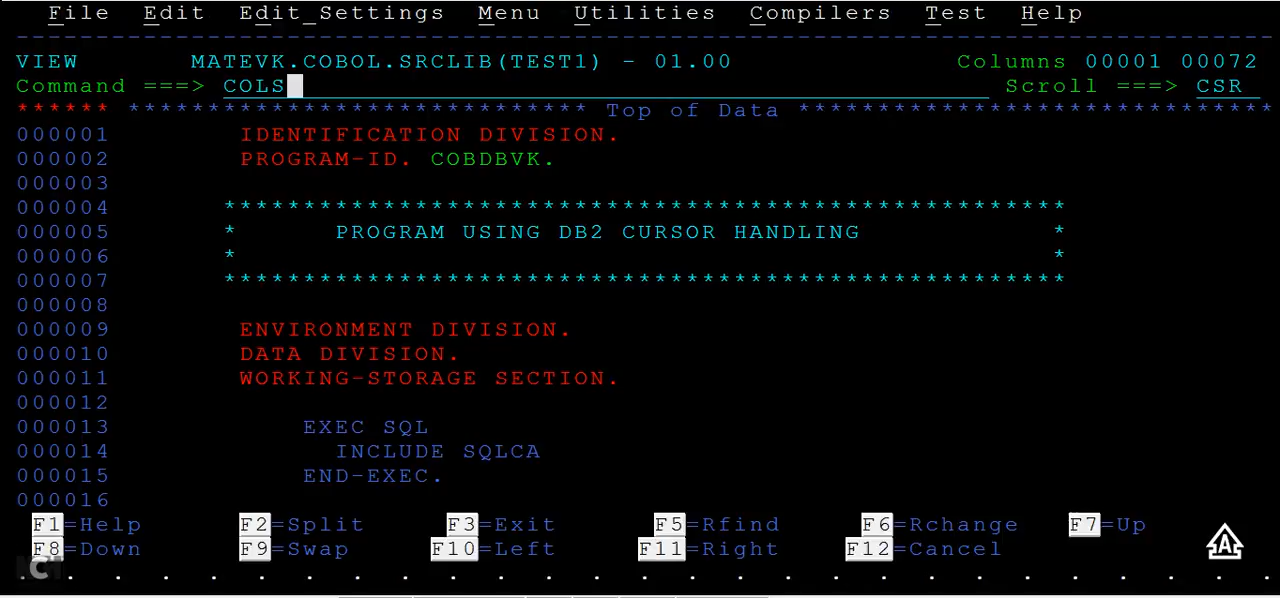 File Edit Edit_Settings Menu Utilities Compilers Test Help
VIEW MATEVK.COBOL.SRCLIB(TEST1) - 01.00 Columns 00001 00072
Command ===> COLS Scroll ===> CSR
****** ***************************** Top of Data ******************************
000001 IDENTIFICATION DIVISION.
000002 PROGRAM-ID. COBDBVK.
000003
000004 *****************************************************
000005 * PROGRAM USING DB2 CURSOR HANDLING *
000006 * *
000007 *****************************************************
000008
000009 ENVIRONMENT DIVISION.
000010 DATA DIVISION.
000011 WORKING-STORAGE SECTION.
000012
000013 EXEC SQL
000014 INCLUDE SQLCA
000015 END-EXEC.
000016
F1=Help F2=Split F3=Exit F5=Rfind F6=Rchange F7=Up
F8=Down F9=Swap F10=Left F11=Right F12=Cancel
A